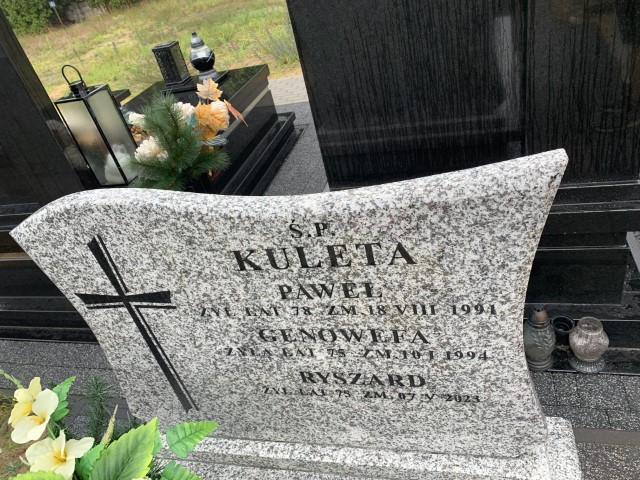 Ś.P.
KULETA
PAWEŁ
ŻYŁ LAT 78 ZM. 18 VIII 1991
GENOWEFA
ŻYŁA LAT 75 ZM. 10 I 1994
RYSZARD
ŻYŁ LAT 75 ZM. 07 V 2023